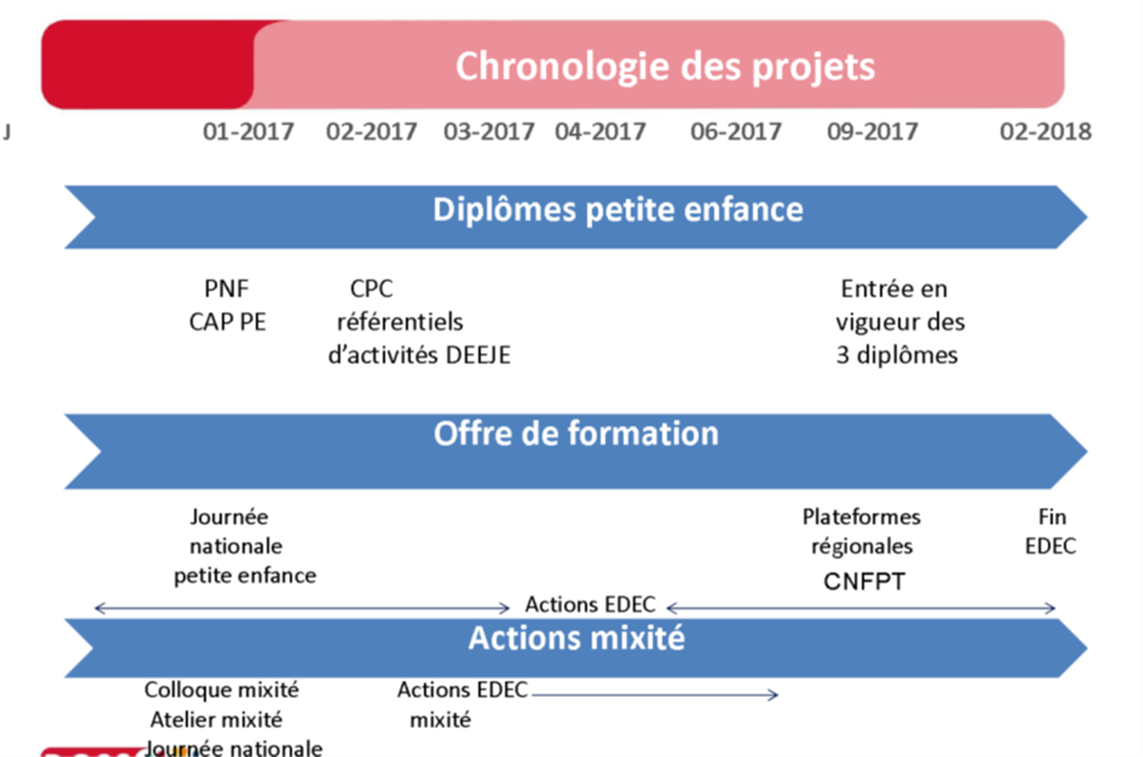 Chronologie des projets
J 01-2017 02-2017 03-2017 04-2017 06-2017 09-2017 02-2018
Diplômes petite enfance
PNF
CAP PE
CPC
référentiels
d’activités DEEJE
Entrée en
vigueur des
3 diplômes
Offre de formation
Journée
nationale
petite enfance
Plateformes
régionales
CNFPT
Fin
EDEC
Actions EDEC
Actions mixité
Colloque mixité
Atelier mixité
Journée nationale
Actions EDEC
mixité